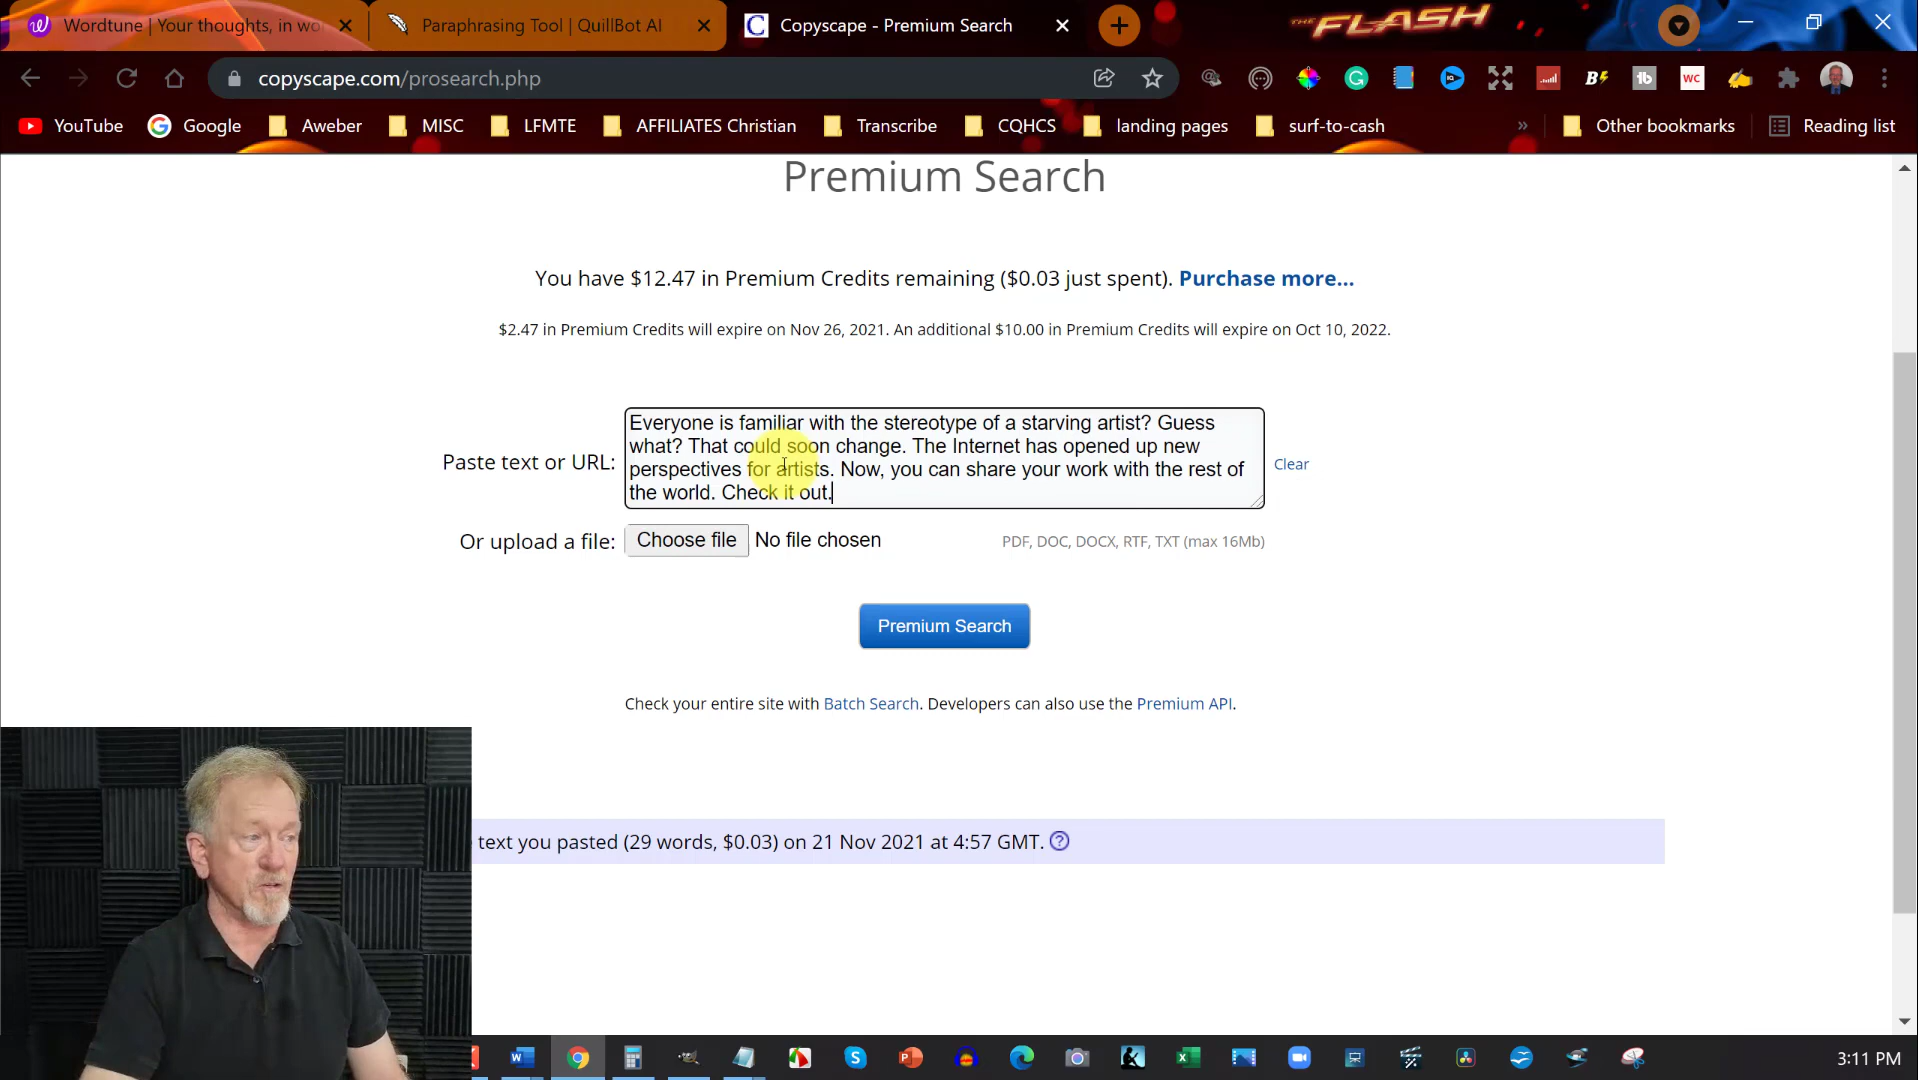 Wordtune | Your thoughts, in wo
Paraphrasing Tool | QuillBot AI
Copyscape - Premium Search
THE FLASH
copyscape.com/prosearch.php
YouTube
Google
Aweber
MISC
LFMTE
AFFILIATES Christian
Transcribe
CQHCS
landing pages
surf-to-cash
Other bookmarks
Reading list
Premium Search
You have $12.47 in Premium Credits remaining ($0.03 just spent). Purchase more...
$2.47 in Premium Credits will expire on Nov 26, 2021. An additional $10.00 in Premium Credits will expire on Oct 10, 2022.
Paste text or URL:
Everyone is familiar with the stereotype of a starving artist? Guess
what? That could soon change. The Internet has opened up new
perspectives for artists. Now, you can share your work with the rest of
the world. Check it out.
Clear
Or upload a file:
Choose file No file chosen
PDF, DOC, DOCX, RTF, TXT (max 16Mb)
Premium Search
Check your entire site with Batch Search. Developers can also use the Premium API.
text you pasted (29 words, $0.03) on 21 Nov 2021 at 4:57 GMT.
3:11 PM